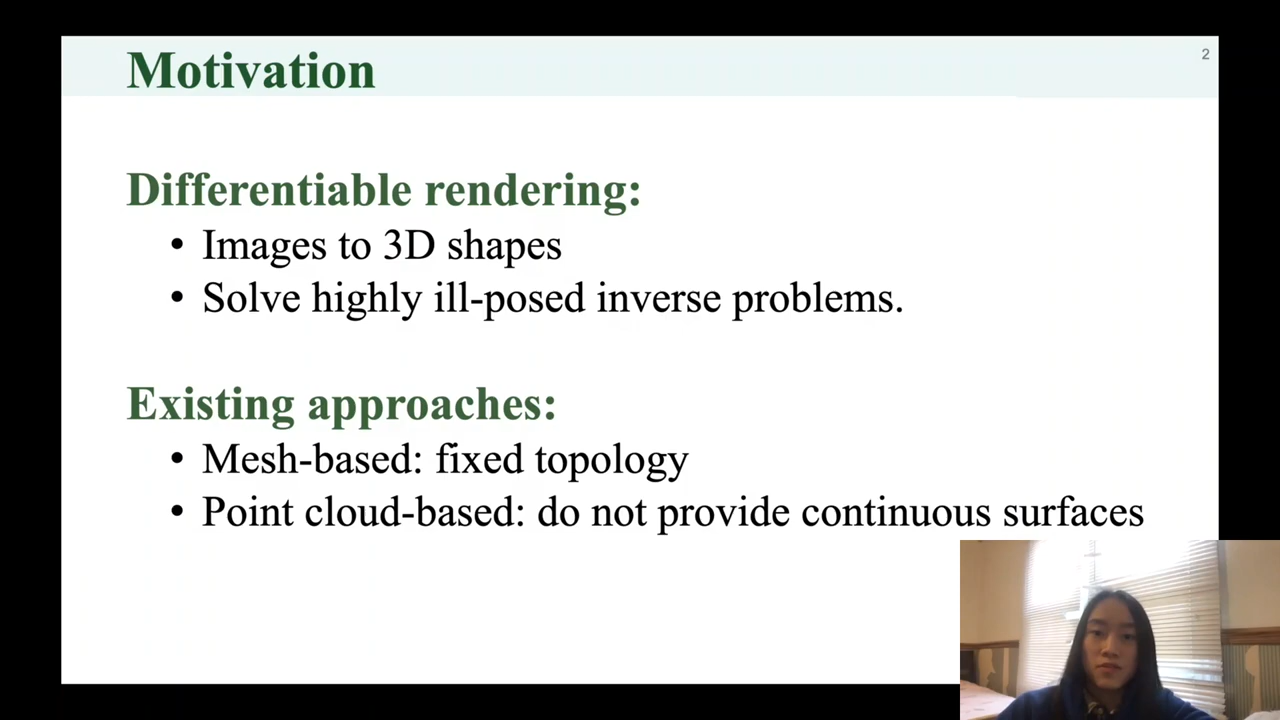 Motivation
2
Differentiable rendering:
• Images to 3D shapes
• Solve highly ill-posed inverse problems.
Existing approaches:
• Mesh-based: fixed topology
• Point cloud-based: do not provide continuous surfaces